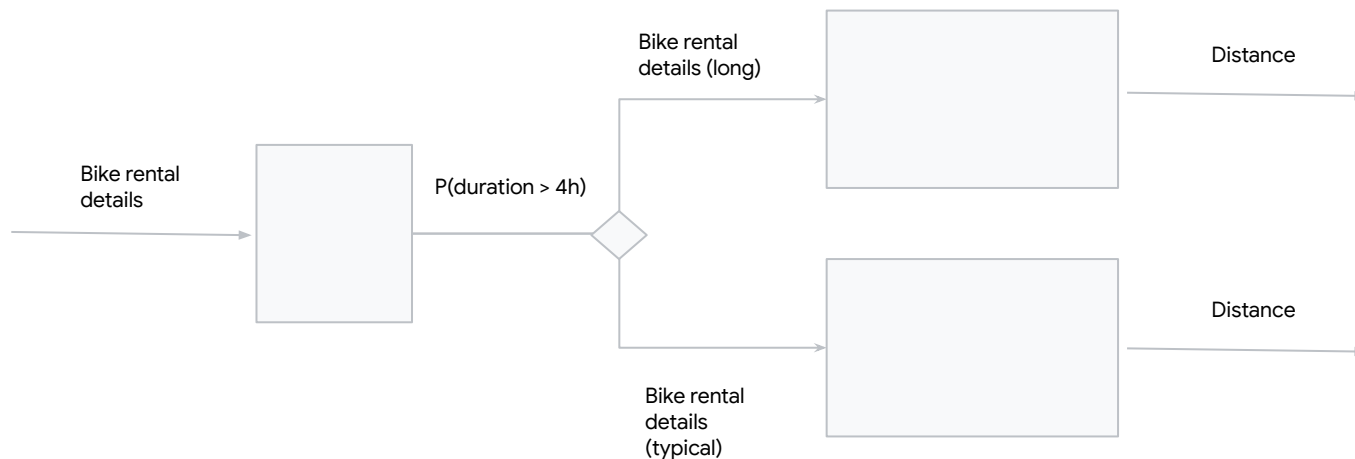 Bike rental
details
P(duration > 4h)
Bike rental
details (long)
Distance
Bike rental
details
(typical)
Distance